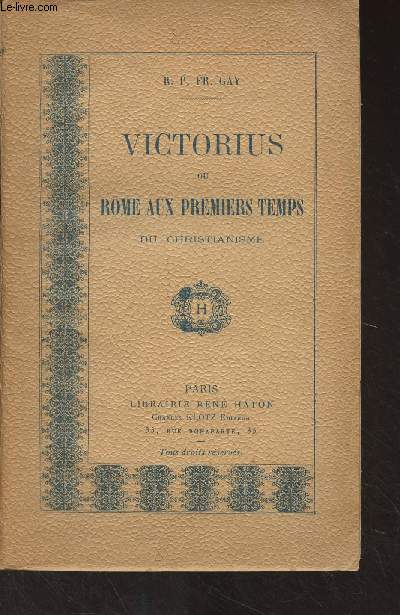 R. P. FR. GAY
VICTORIUS
OU
ROME AUX PREMIERS TEMPS
DU CHRISTIANISME
H
PARIS
LIBRAIRIE RENÉ HATON
CHARLES KLOTZ ÉDITEUR
35, RUE BONAPARTE, 35
Tous droits réservés.
le-livre.com